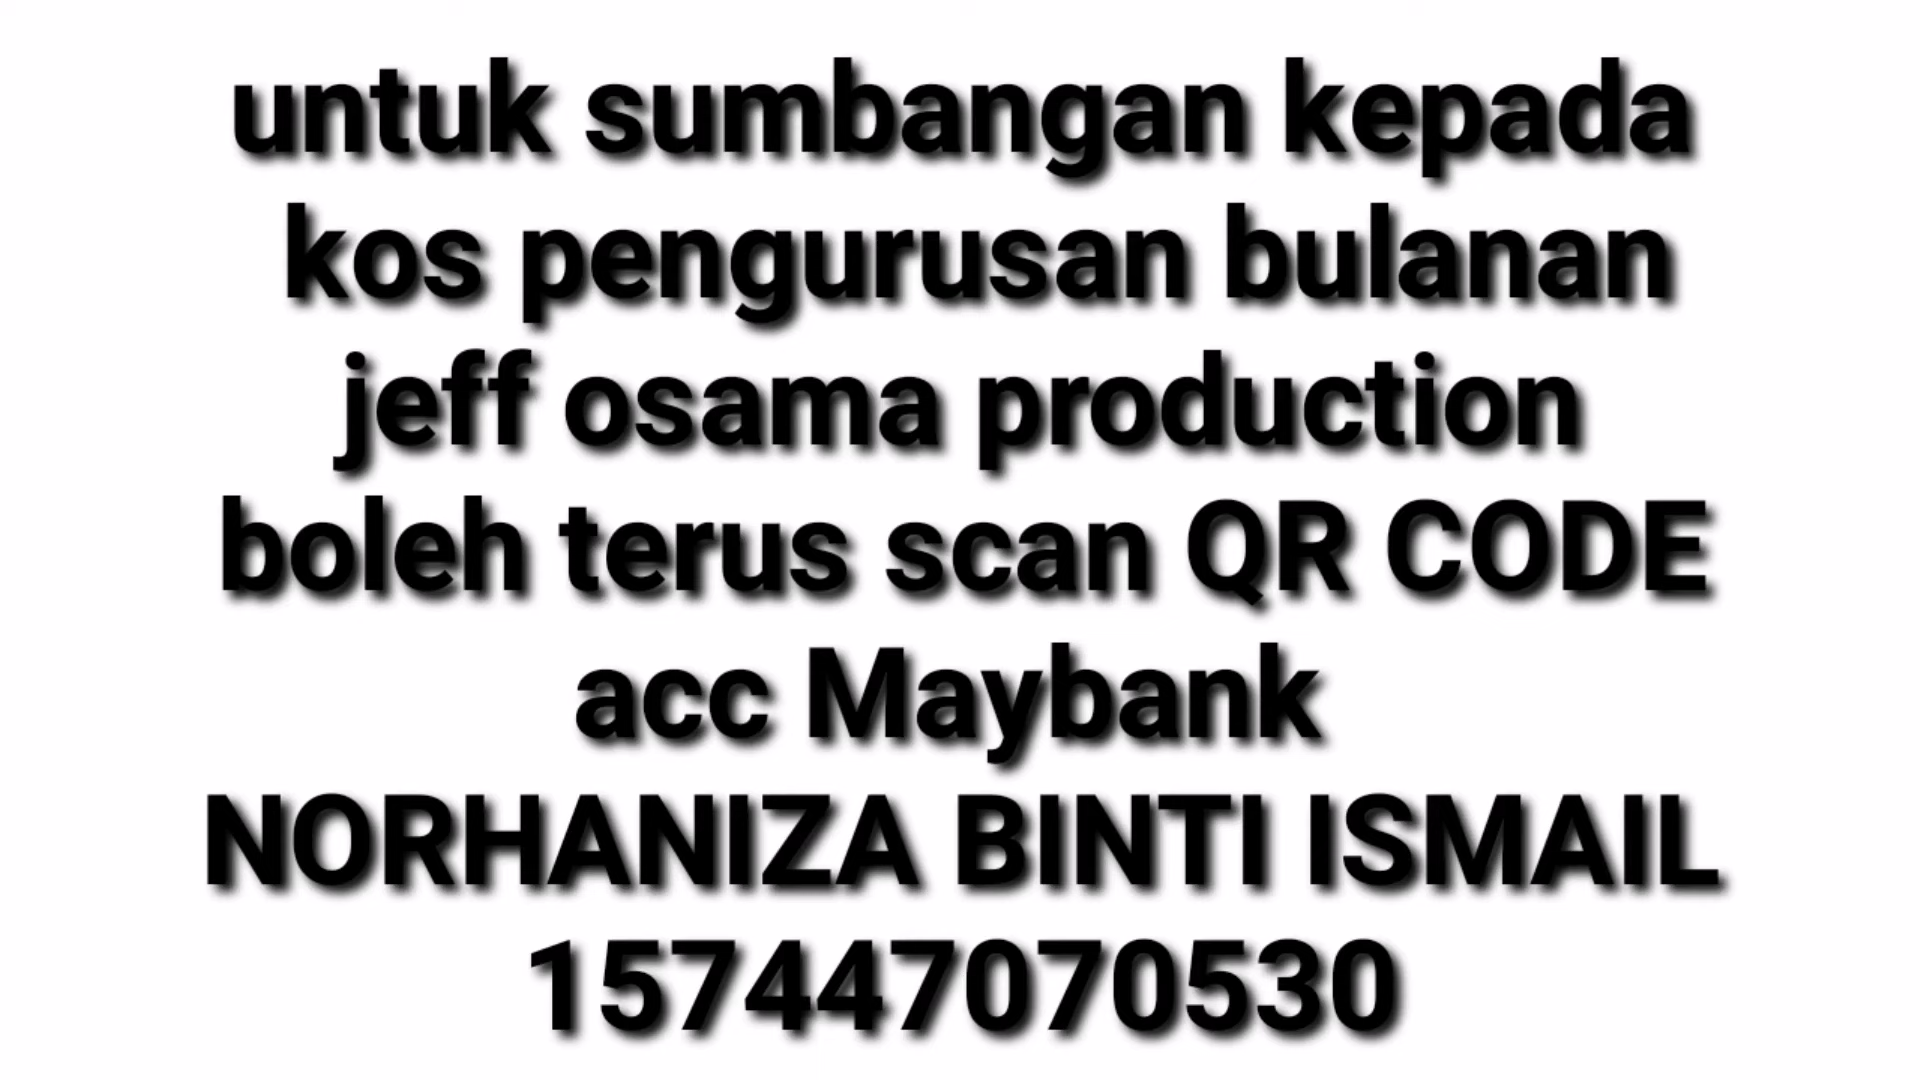 untuk sumbangan kepada
kos pengurusan bulanan
jeff osama production
boleh terus scan QR CODE
acc Maybank
NORHANIZA BINTI ISMAIL
157447070530